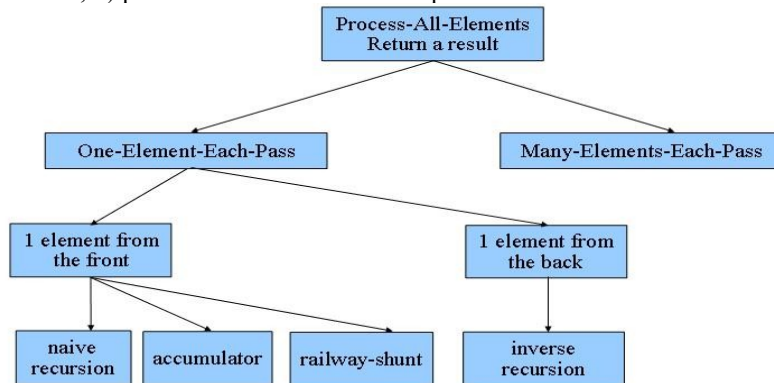 Process-All-Elements
Return a result
One-Element-Each-Pass
Many-Elements-Each-Pass
1 element from
the front
1 element from
the back
naive
recursion
accumulator
railway-shunt
inverse
recursion